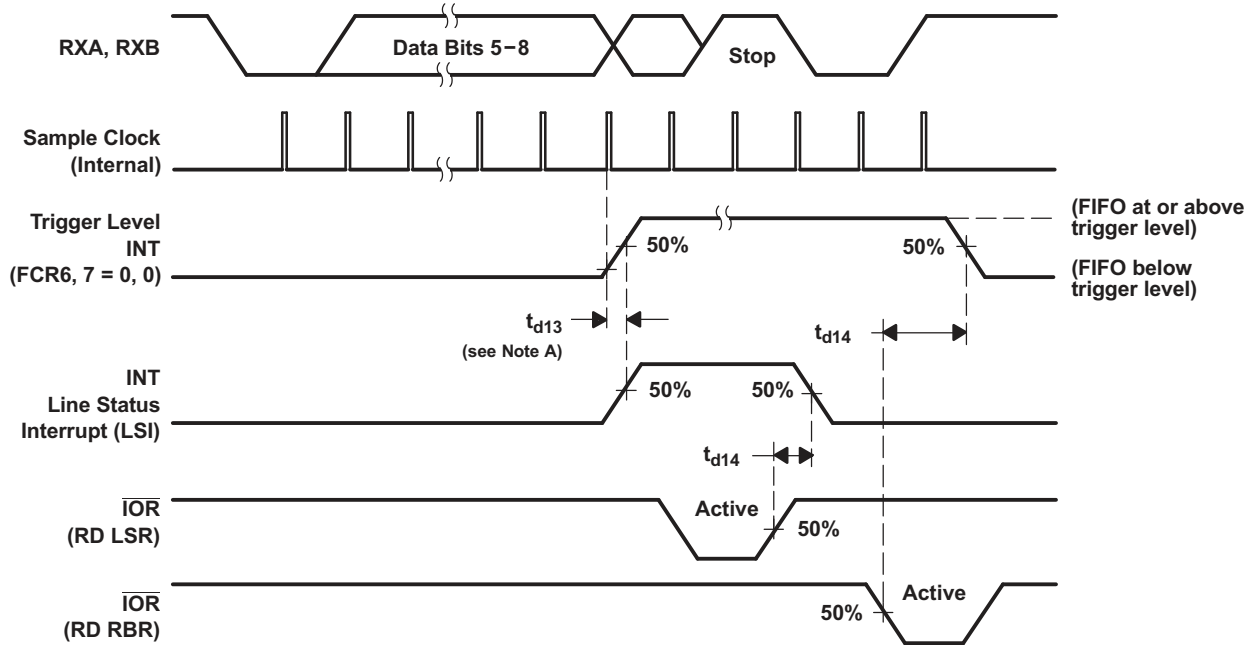 RXA, RXB
Data Bits 5−8
Stop
Sample Clock
(Internal)
Trigger Level
INT
(FCR6, 7 = 0, 0)
50%
50%
(FIFO at or above
trigger level)
(FIFO below
trigger level)
td13
(see Note A)
td14
INT
Line Status
Interrupt (LSI)
50%
50%
td14
IOR
(RD LSR)
Active
50%
IOR
(RD RBR)
50%
Active